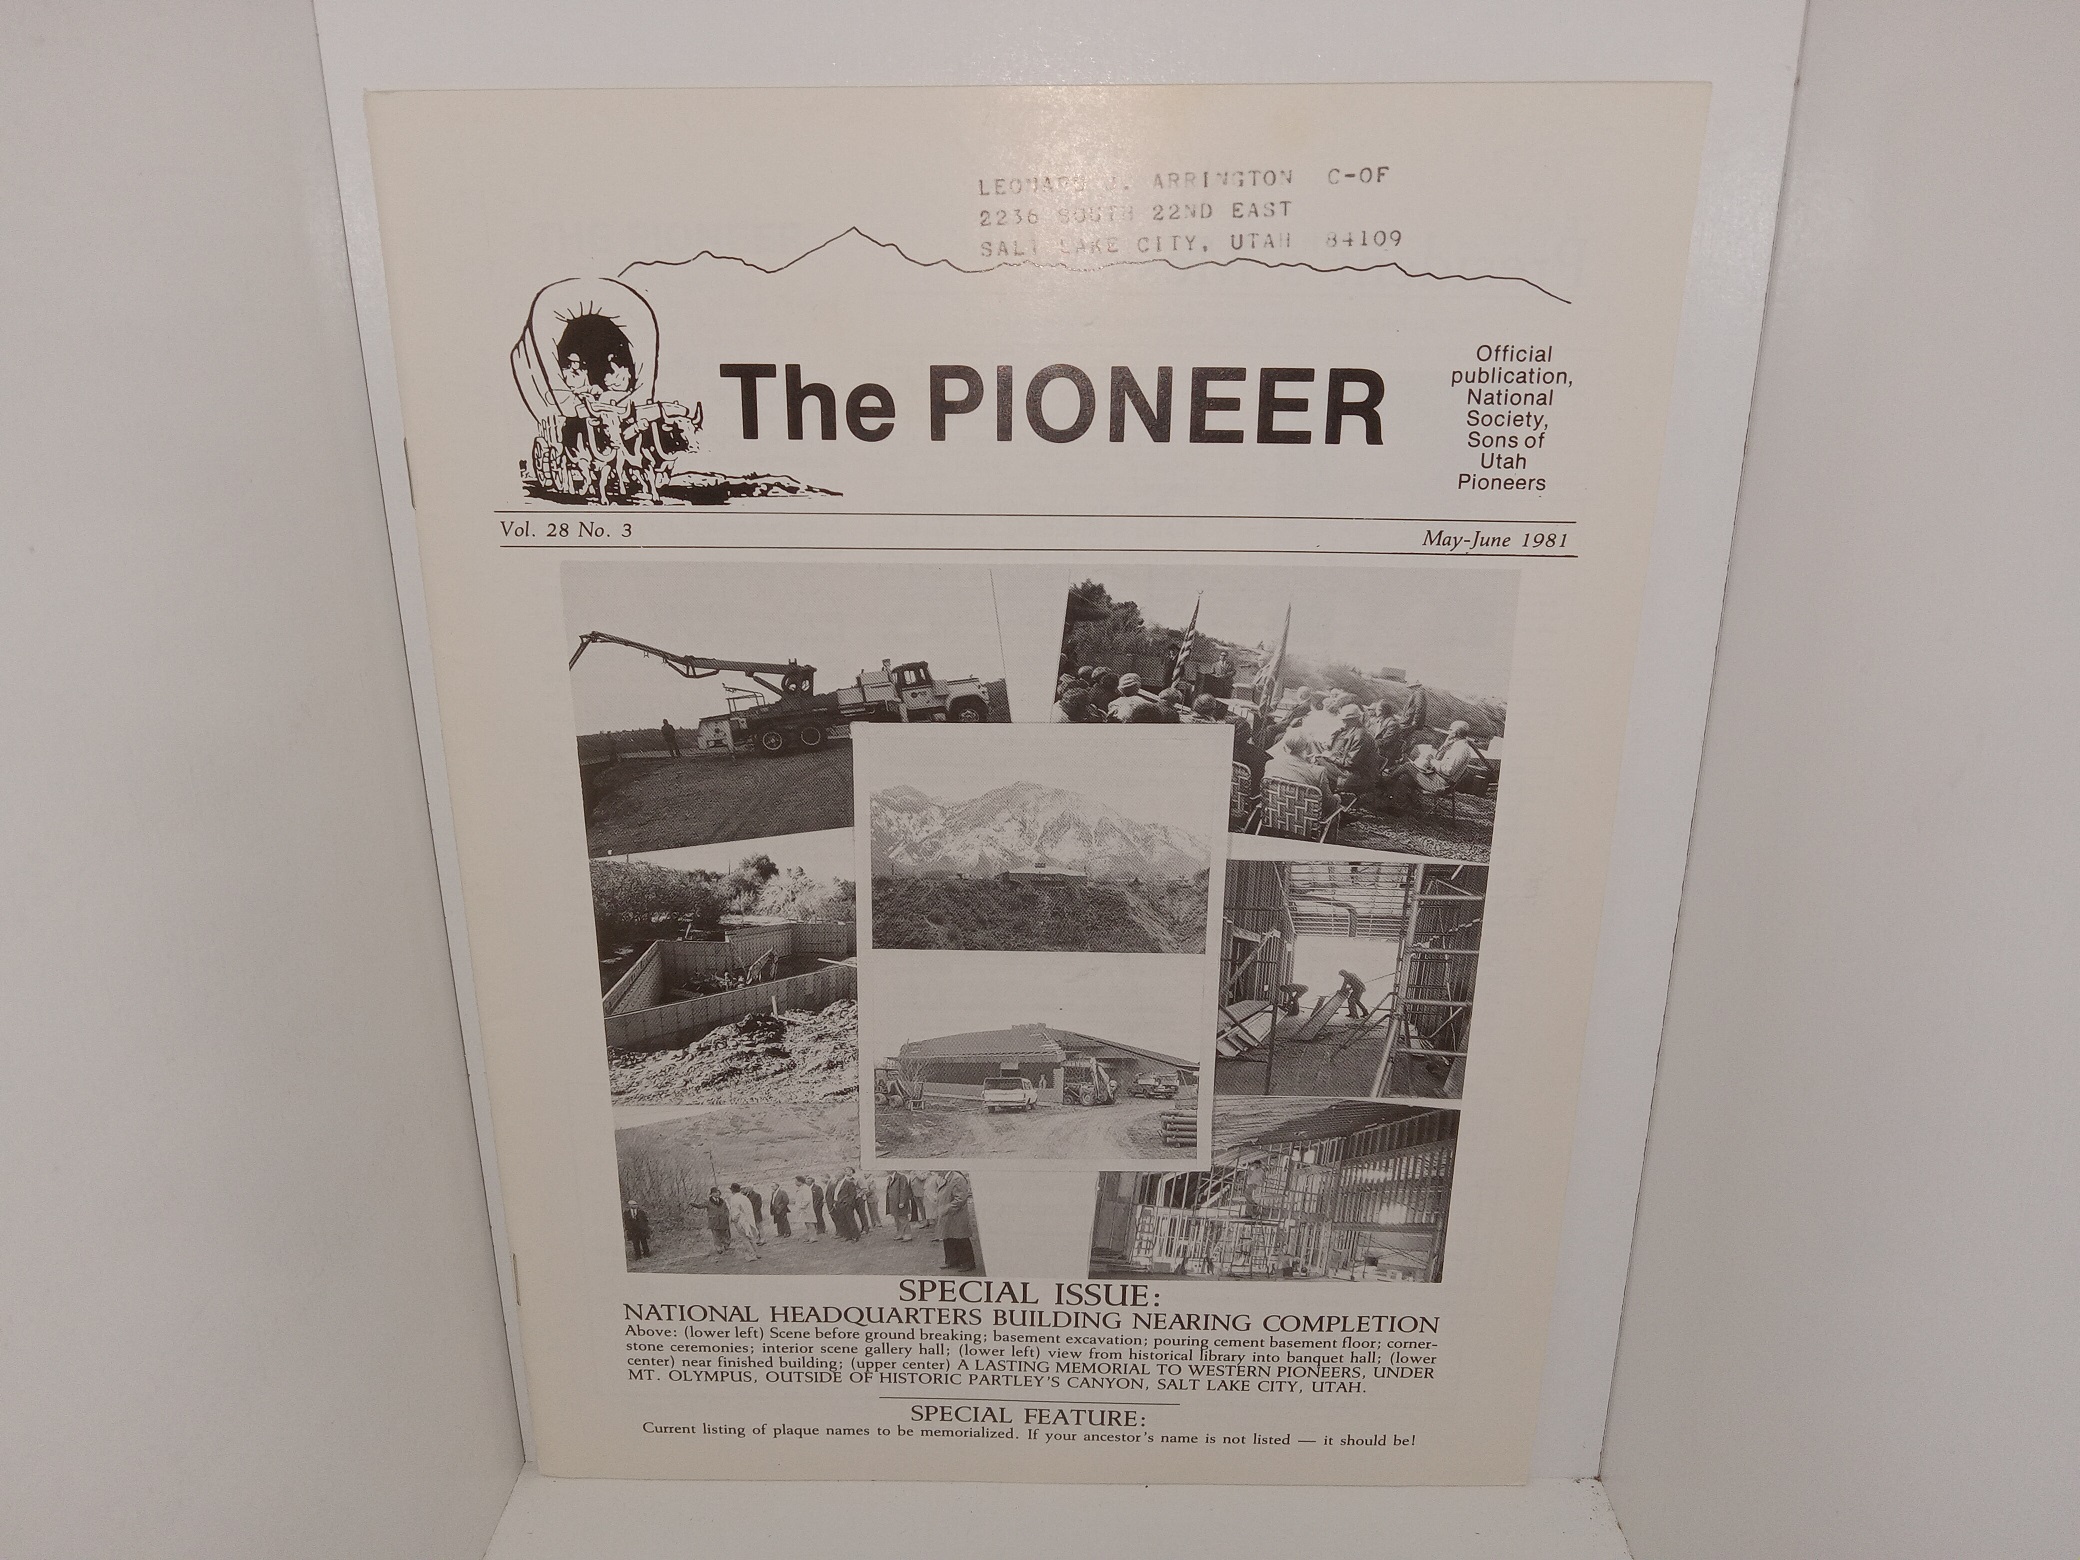 LEONARD J. ARRINGTON C-OF
2236 SOUTH 22ND EAST
SALT LAKE CITY, UTAH 84109
The PIONEER
Official
publication,
National
Society,
Sons of
Utah
Pioneers
Vol. 28 No. 3
May-June 1981
SPECIAL ISSUE:
NATIONAL HEADQUARTERS BUILDING NEARING COMPLETION
Above: (lower left) Scene before ground breaking; basement excavation; pouring cement basement floor; corner-
stone ceremonies; interior scene gallery hall; (lower left) view from historical library into banquet hall; (lower
center) near finished building; (upper center) A LASTING MEMORIAL TO WESTERN PIONEERS, UNDER
MT. OLYMPUS, OUTSIDE OF HISTORIC PARTLEY'S CANYON, SALT LAKE CITY, UTAH.
SPECIAL FEATURE:
Current listing of plaque names to be memorialized. If your ancestor's name is not listed — it should be!